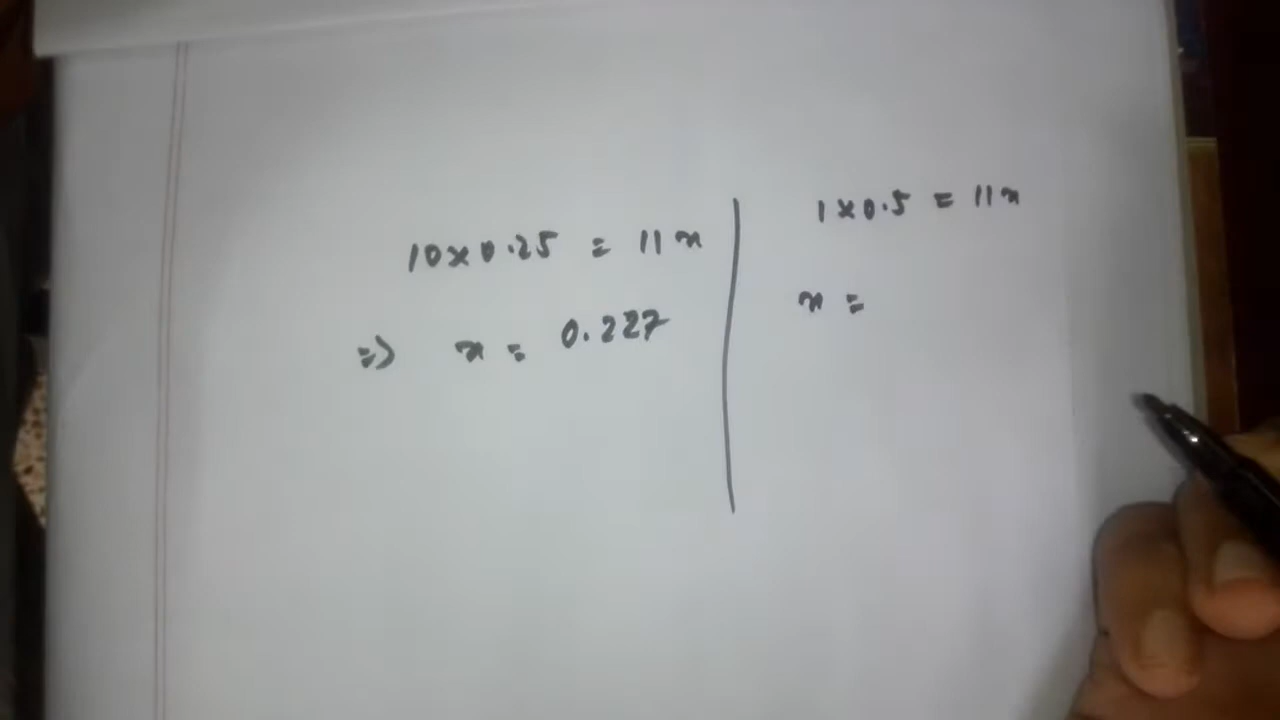 10 x 0.25 = 11x
=> x = 0.227
1 x 0.5 = 11x
x =